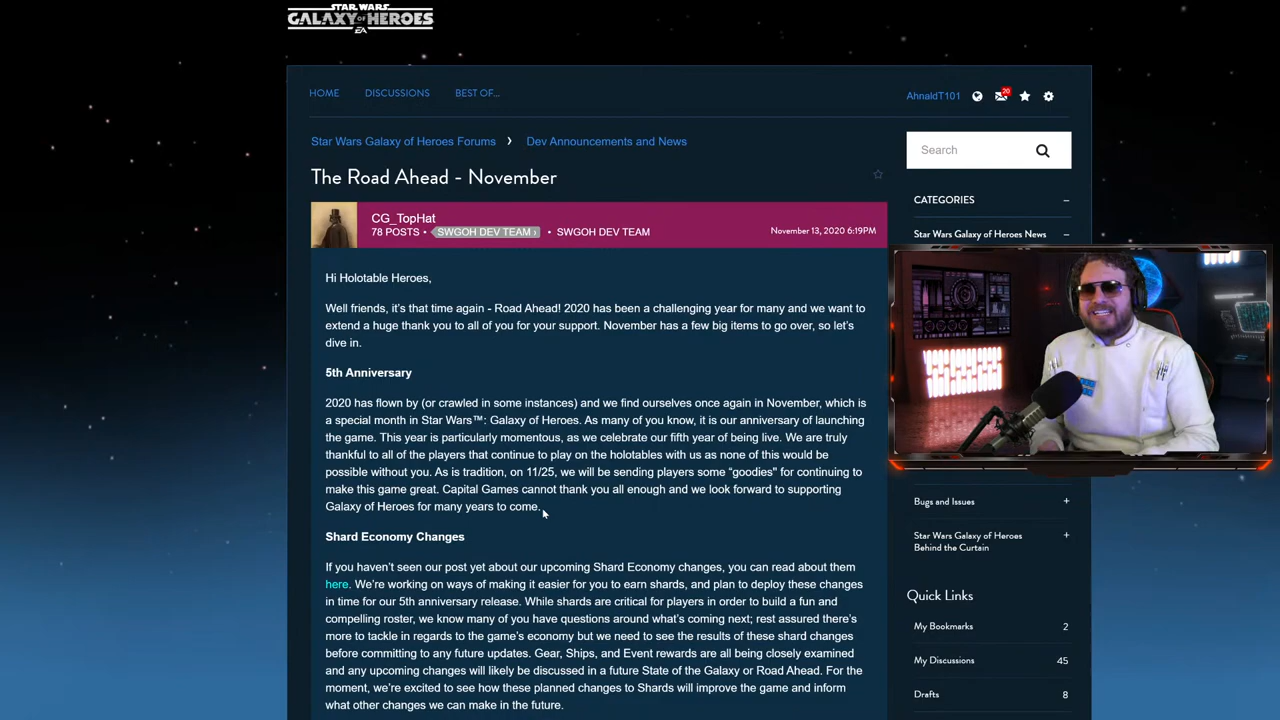 STAR WARS
GALAXY OF HEROES
EA
HOME DISCUSSIONS BEST OF...
AhnaldT101 20
Star Wars Galaxy of Heroes Forums › Dev Announcements and News
Search
The Road Ahead - November
CATEGORIES
CG_TopHat
78 POSTS • SWGOH DEV TEAM › • SWGOH DEV TEAM
November 13, 2020 6:19PM
Star Wars Galaxy of Heroes News
Hi Holotable Heroes,
Well friends, it's that time again - Road Ahead! 2020 has been a challenging year for many and we want to
extend a huge thank you to all of you for your support. November has a few big items to go over, so let's
dive in.
5th Anniversary
2020 has flown by (or crawled in some instances) and we find ourselves once again in November, which is
a special month in Star Wars™: Galaxy of Heroes. As many of you know, it is our anniversary of launching
the game. This year is particularly momentous, as we celebrate our fifth year of being live. We are truly
thankful to all of the players that continue to play on the holotables with us as none of this would be
possible without you. As is tradition, on 11/25, we will be sending players some “goodies” for continuing to
make this game great. Capital Games cannot thank you all enough and we look forward to supporting
Galaxy of Heroes for many years to come.
Shard Economy Changes
If you haven't seen our post yet about our upcoming Shard Economy changes, you can read about them
here. We're working on ways of making it easier for you to earn shards, and plan to deploy these changes
in time for our 5th anniversary release. While shards are critical for players in order to build a fun and
compelling roster, we know many of you have questions around what's coming next; rest assured there's
more to tackle in regards to the game's economy but we need to see the results of these shard changes
before committing to any future updates. Gear, Ships, and Event rewards are all being closely examined
and any upcoming changes will likely be discussed in a future State of the Galaxy or Road Ahead. For the
moment, we're excited to see how these planned changes to Shards will improve the game and inform
what other changes we can make in the future.
Bugs and Issues +
Star Wars Galaxy of Heroes +
Behind the Curtain
Quick Links
My Bookmarks 2
My Discussions 45
Drafts 8